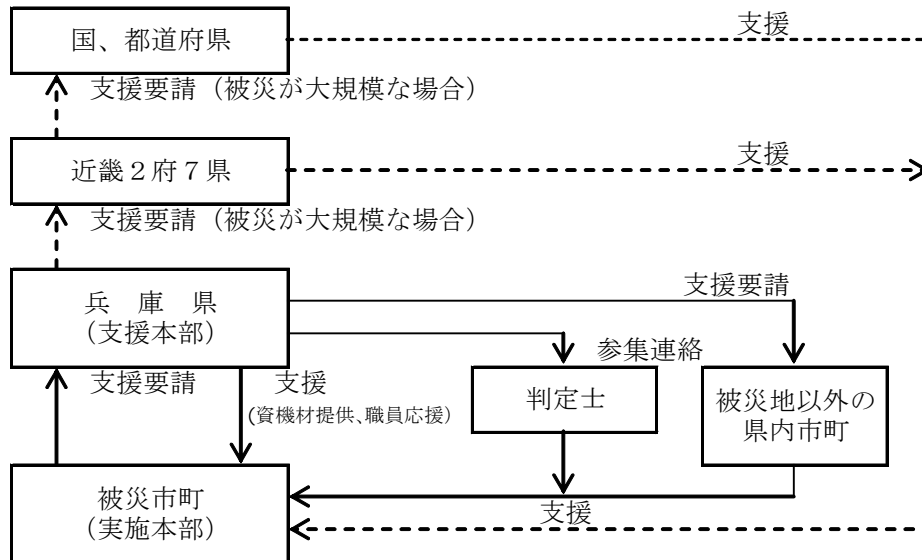 国、都道府県
支援
支援要請（被災が大規模な場合）
近畿２府７県
支援
支援要請（被災が大規模な場合）
兵　庫　県
（支援本部）
支援要請
参集連絡
支援要請
支援
（資機材提供、職員応援）
判定士
被災地以外の
県内市町
被災市町
（実施本部）
支援